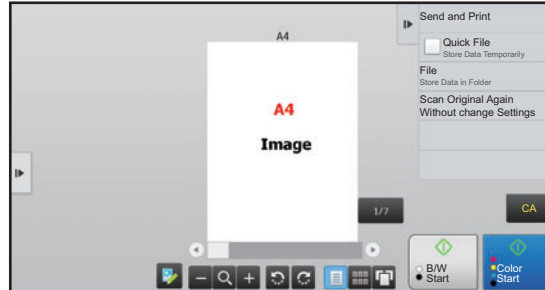 A4
A4
Image
1/7
Send and Print
Quick File
Store Data Temporarily
File
Store Data in Folder
Scan Original Again
Without change Settings
CA
B/W
Start
Color
Start